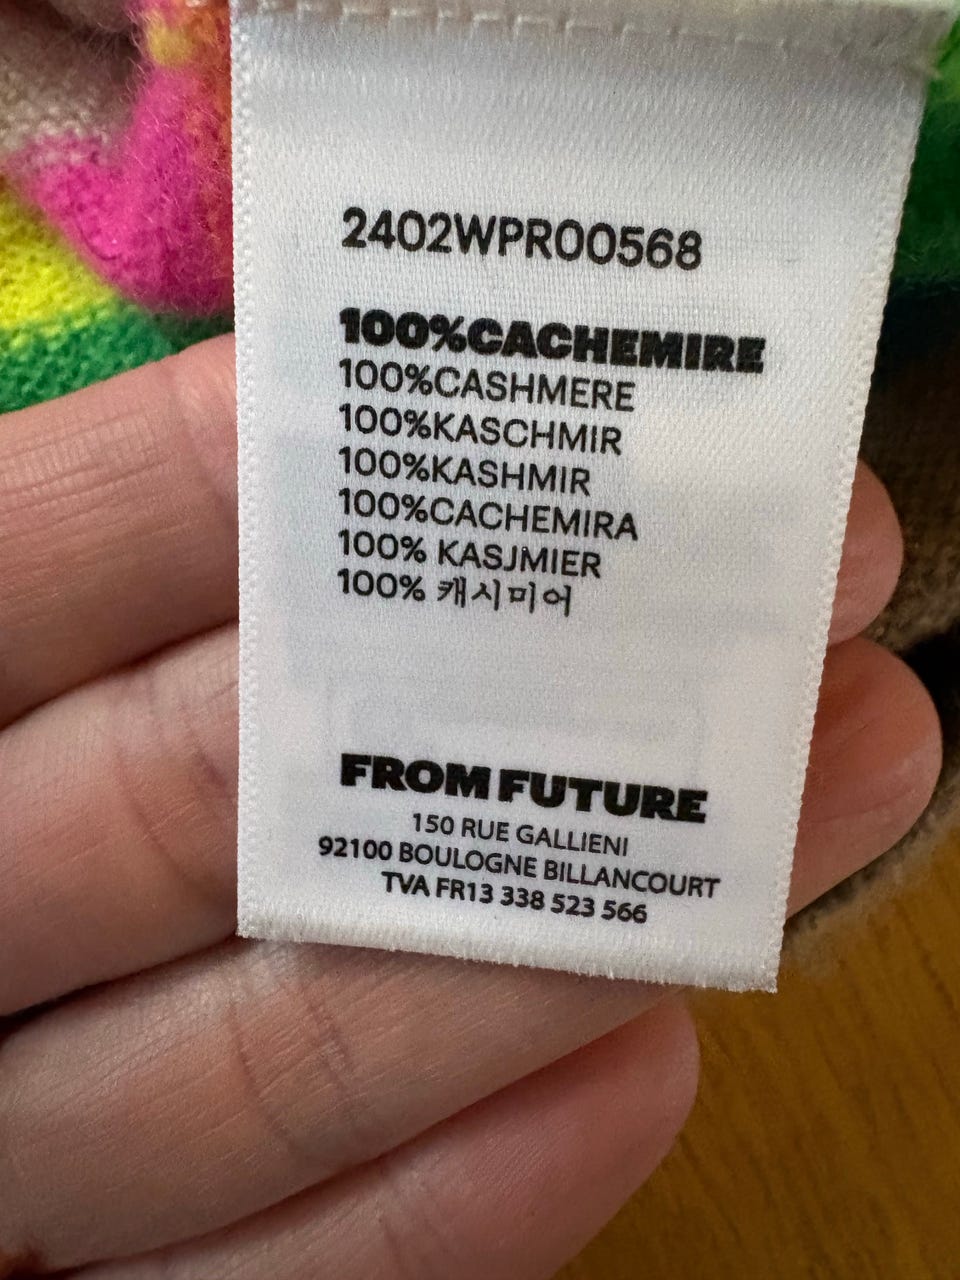 2402WPR00568
100%CACHEMIRE
100%CASHMERE
100%KASCHMIR
100%KASHMIR
100%CACHEMIRA
100% KASJMIER
100% 캐시미어
FROM FUTURE
150 RUE GALLIENI
92100 BOULOGNE BILLANCOURT
TVA FR13 338 523 566